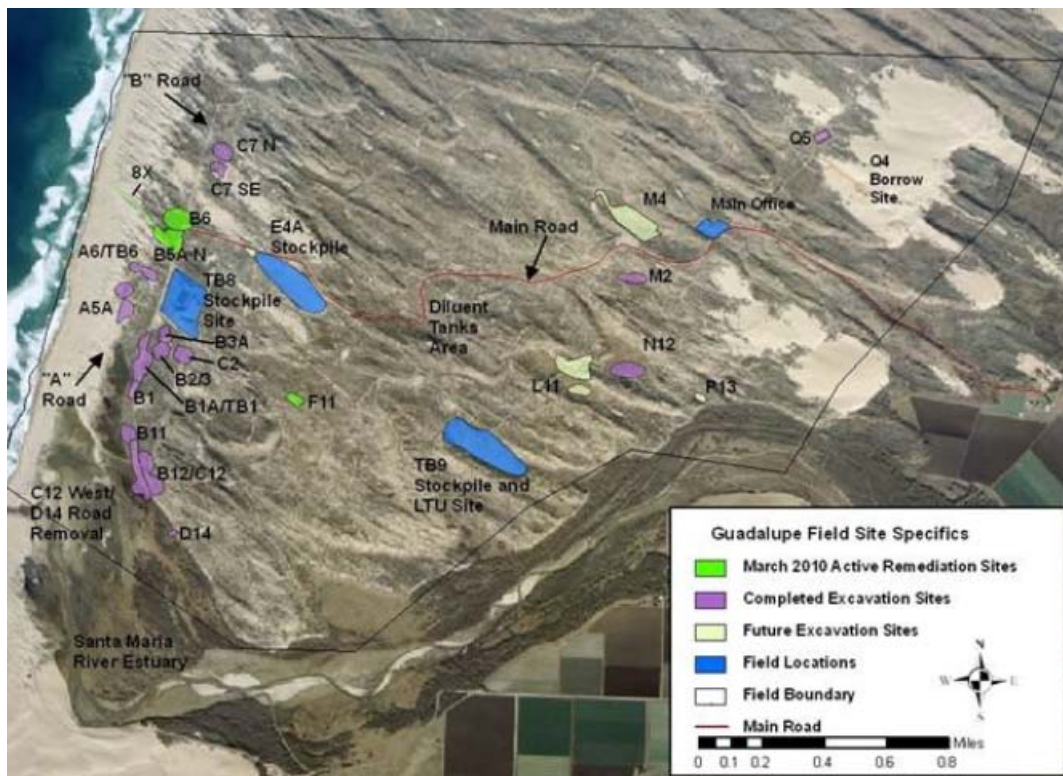 "B" Road
C7 N
C7 SE
8X
B6
E4A
Stockpile
A6/TB6
B5A-N
TB8
Stockpile
Site
A5A
B3A
C2
B2/3
"A"
Road
B1
B1A/TB1
F11
B11
B12/C12
C12 West/
D14 Road
Removal
D14
Santa Maria
River Estuary
M4
Main Office
Main Road
M2
Diluent
Tanks
Area
N12
L11
P13
TB9
Stockpile and
LTU Site
Q4
Borrow
Site
Guadalupe Field Site Specifics
March 2010 Active Remediation Sites
Completed Excavation Sites
Future Excavation Sites
Field Locations
Field Boundary
Main Road
N
W
E
S
Miles
0 0.1 0.2 0.4 0.6 0.8